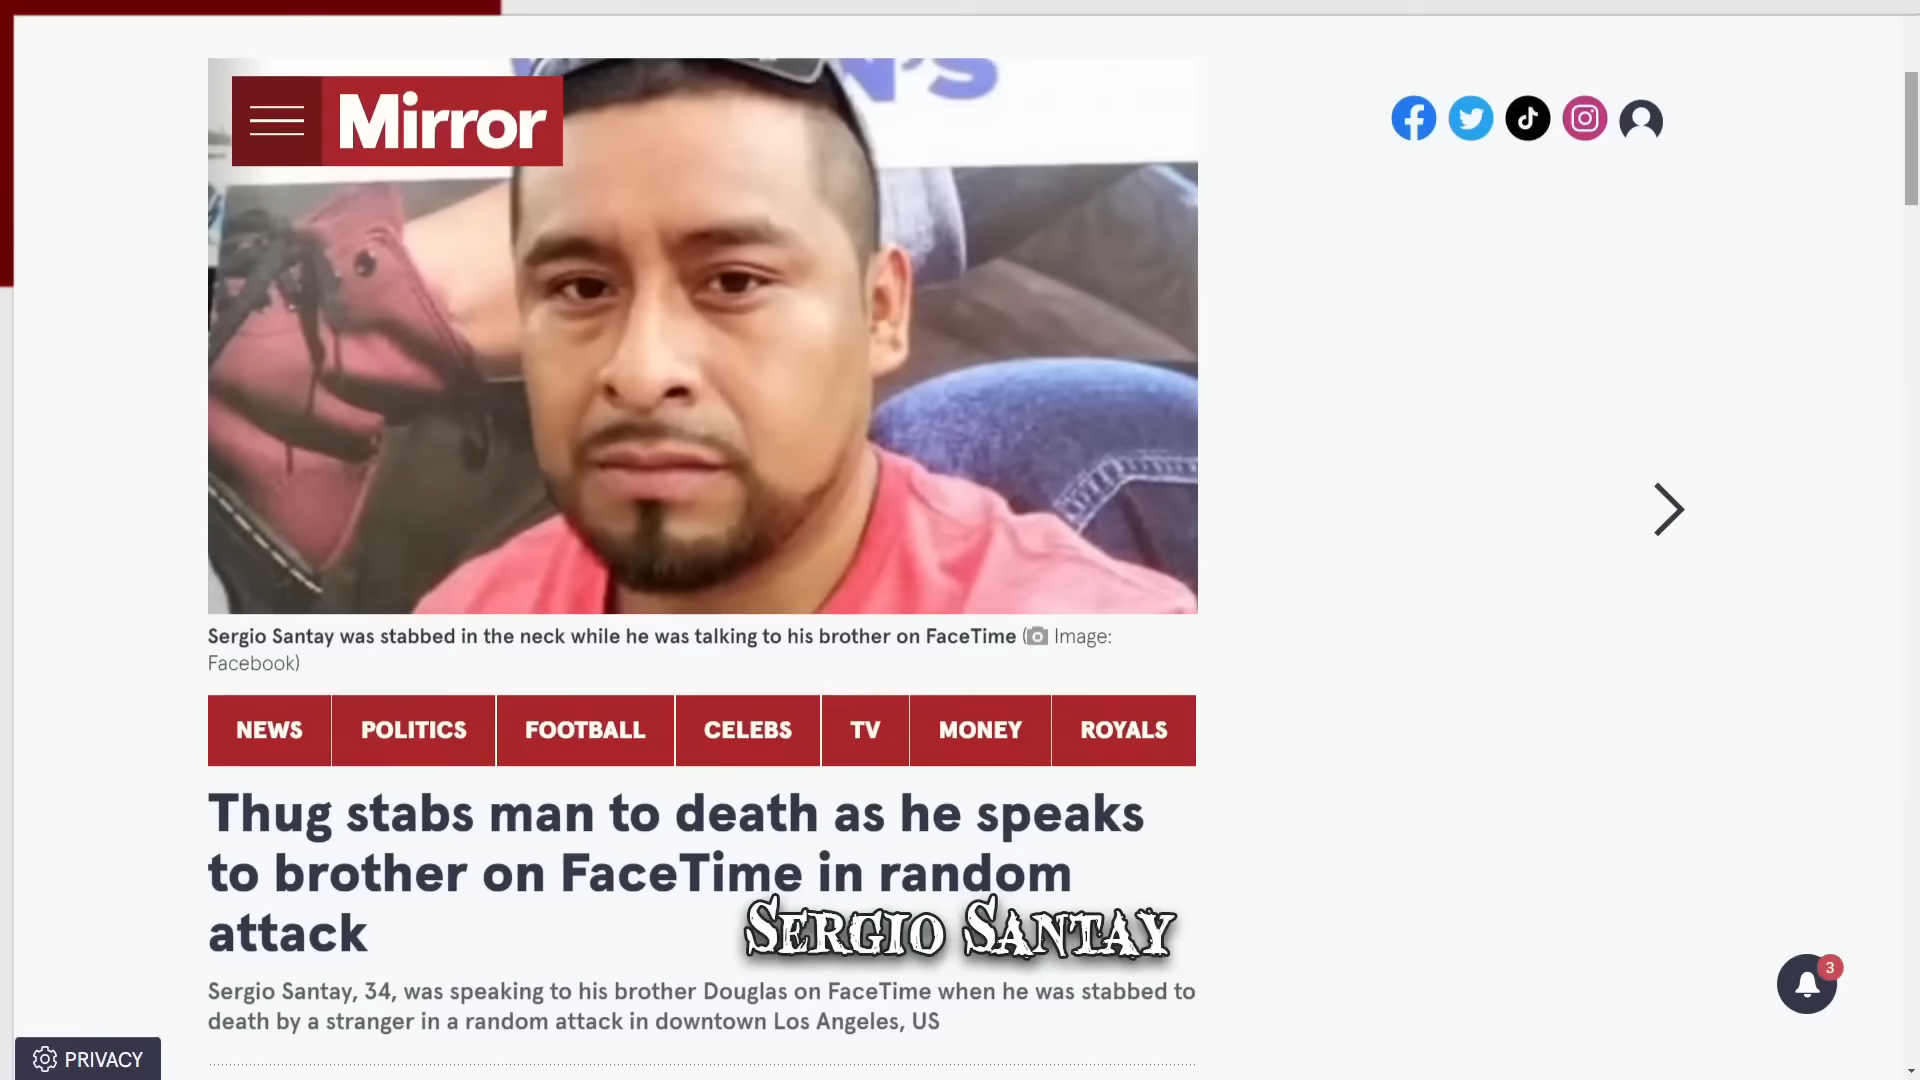 N'S
Mirror
Sergio Santay was stabbed in the neck while he was talking to his brother on FaceTime ( Image:
Facebook)
NEWS POLITICS FOOTBALL CELEBS TV MONEY ROYALS
Thug stabs man to death as he speaks
to brother on FaceTime in random
attack
Sergio Santay
Sergio Santay, 34, was speaking to his brother Douglas on FaceTime when he was stabbed to
death by a stranger in a random attack in downtown Los Angeles, US
3
PRIVACY